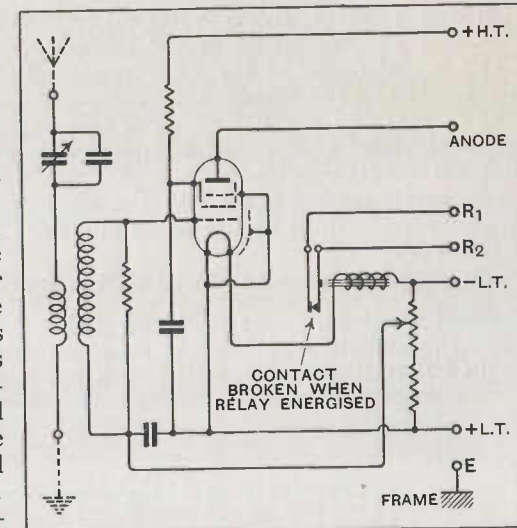 +H.T.
ANODE
R1
R2
-L.T.
CONTACT
BROKEN WHEN
RELAY ENERGISED
+L.T.
E
FRAME